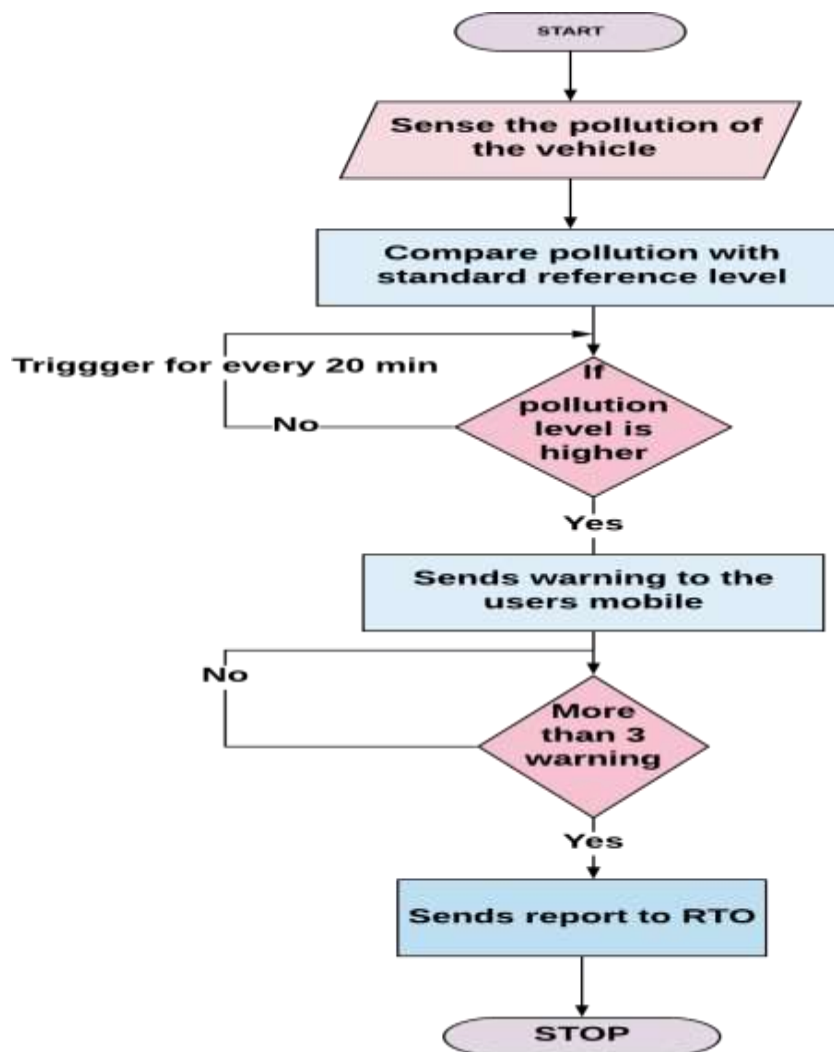 START
Sense the pollution of
the vehicle
Compare pollution with
standard reference level
Triggger for every 20 min
If
pollution
level is
higher
No
Yes
Sends warning to the
users mobile
No
More
than 3
warning
Yes
Sends report to RTO
STOP